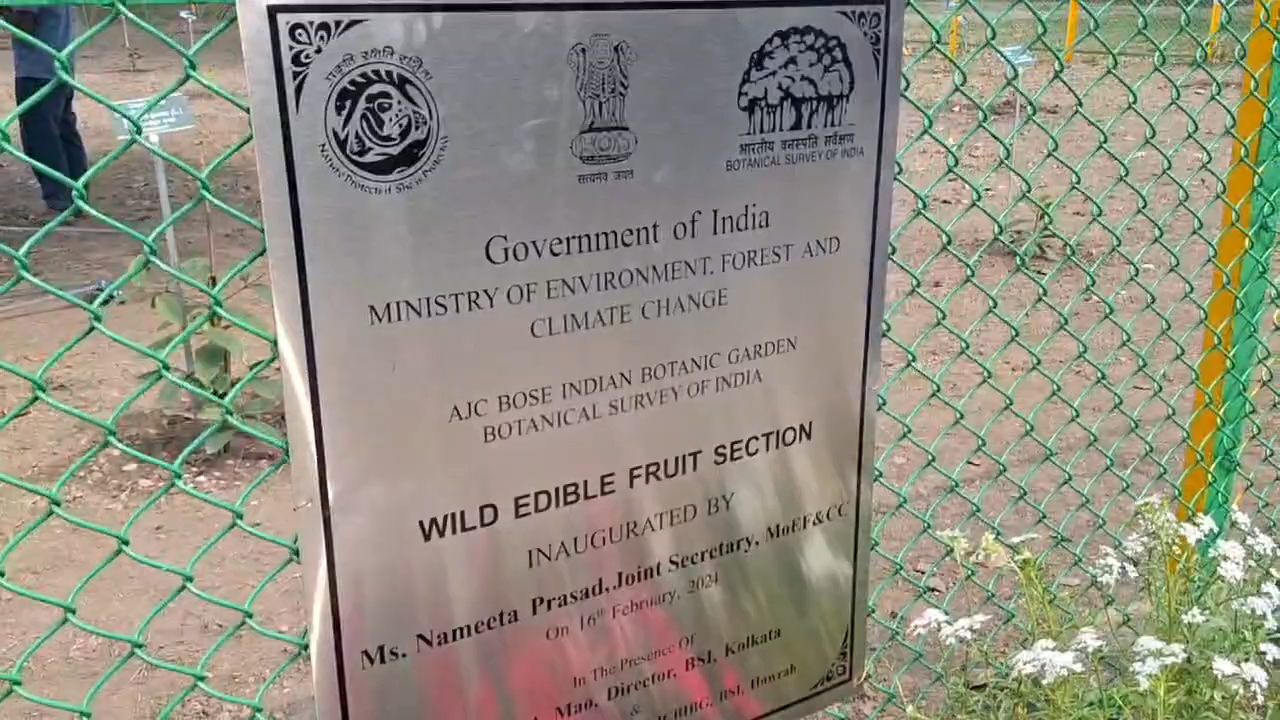 प्रकृतिः रक्षति रक्षिता
Nature Protects if She is Protected
सत्यमेव जयते
भारतीय वनस्पति सर्वेक्षण
BOTANICAL SURVEY OF INDIA
Government of India
MINISTRY OF ENVIRONMENT, FOREST AND
CLIMATE CHANGE
AJC BOSE INDIAN BOTANIC GARDEN
BOTANICAL SURVEY OF INDIA
WILD EDIBLE FRUIT SECTION
INAUGURATED BY
Ms. Nameeta Prasad, Joint Secretary, MoEF&CC
On 16th February, 2024
In The Presence Of
Mao, Director, BSI, Kolkata
&
BSI, Howrah